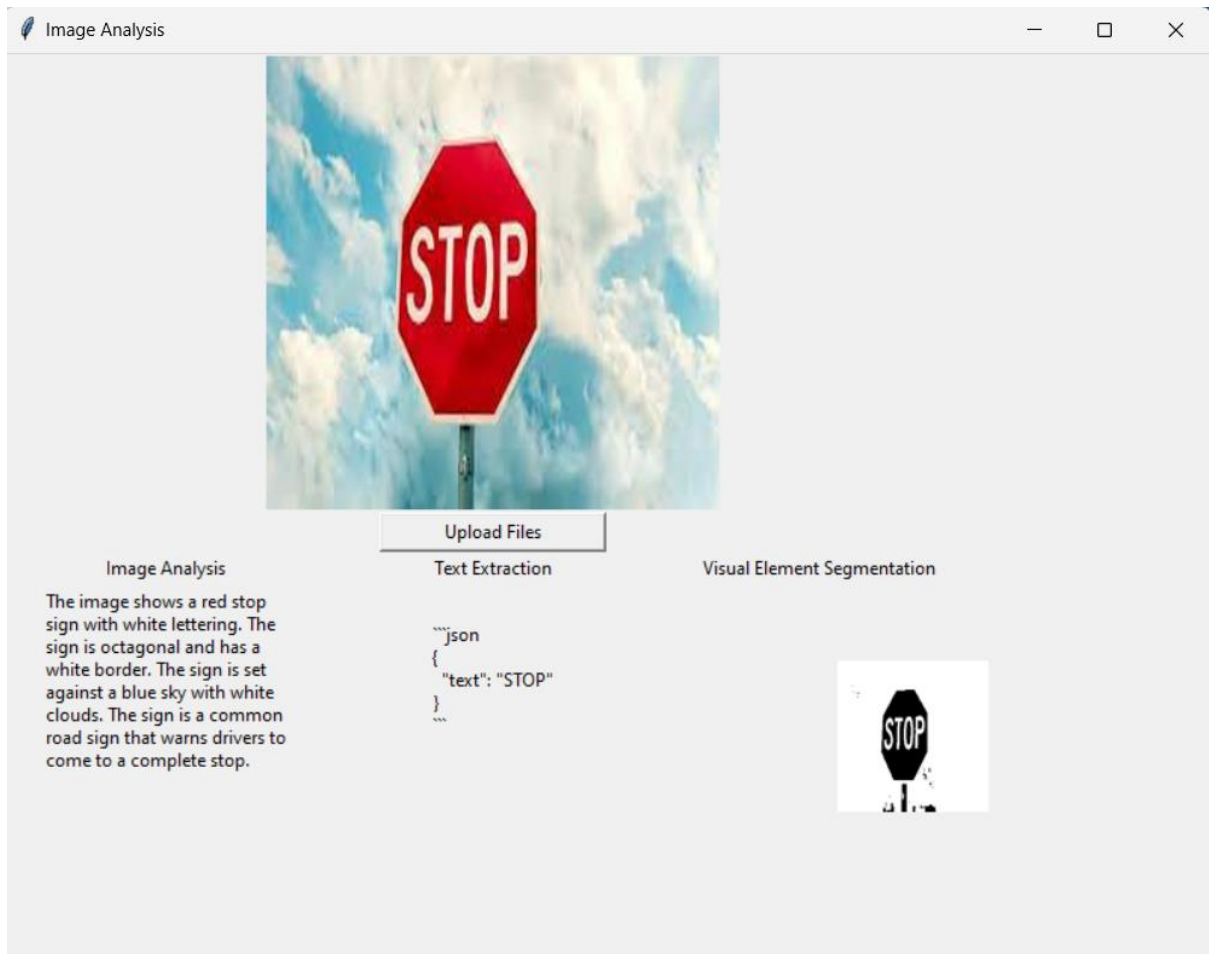 Image Analysis
STOP
Upload Files
Image Analysis
The image shows a red stop
sign with white lettering. The
sign is octagonal and has a
white border. The sign is set
against a blue sky with white
clouds. The sign is a common
road sign that warns drivers to
come to a complete stop.
Text Extraction
```json
{
  "text": "STOP"
}
```
Visual Element Segmentation
STOP